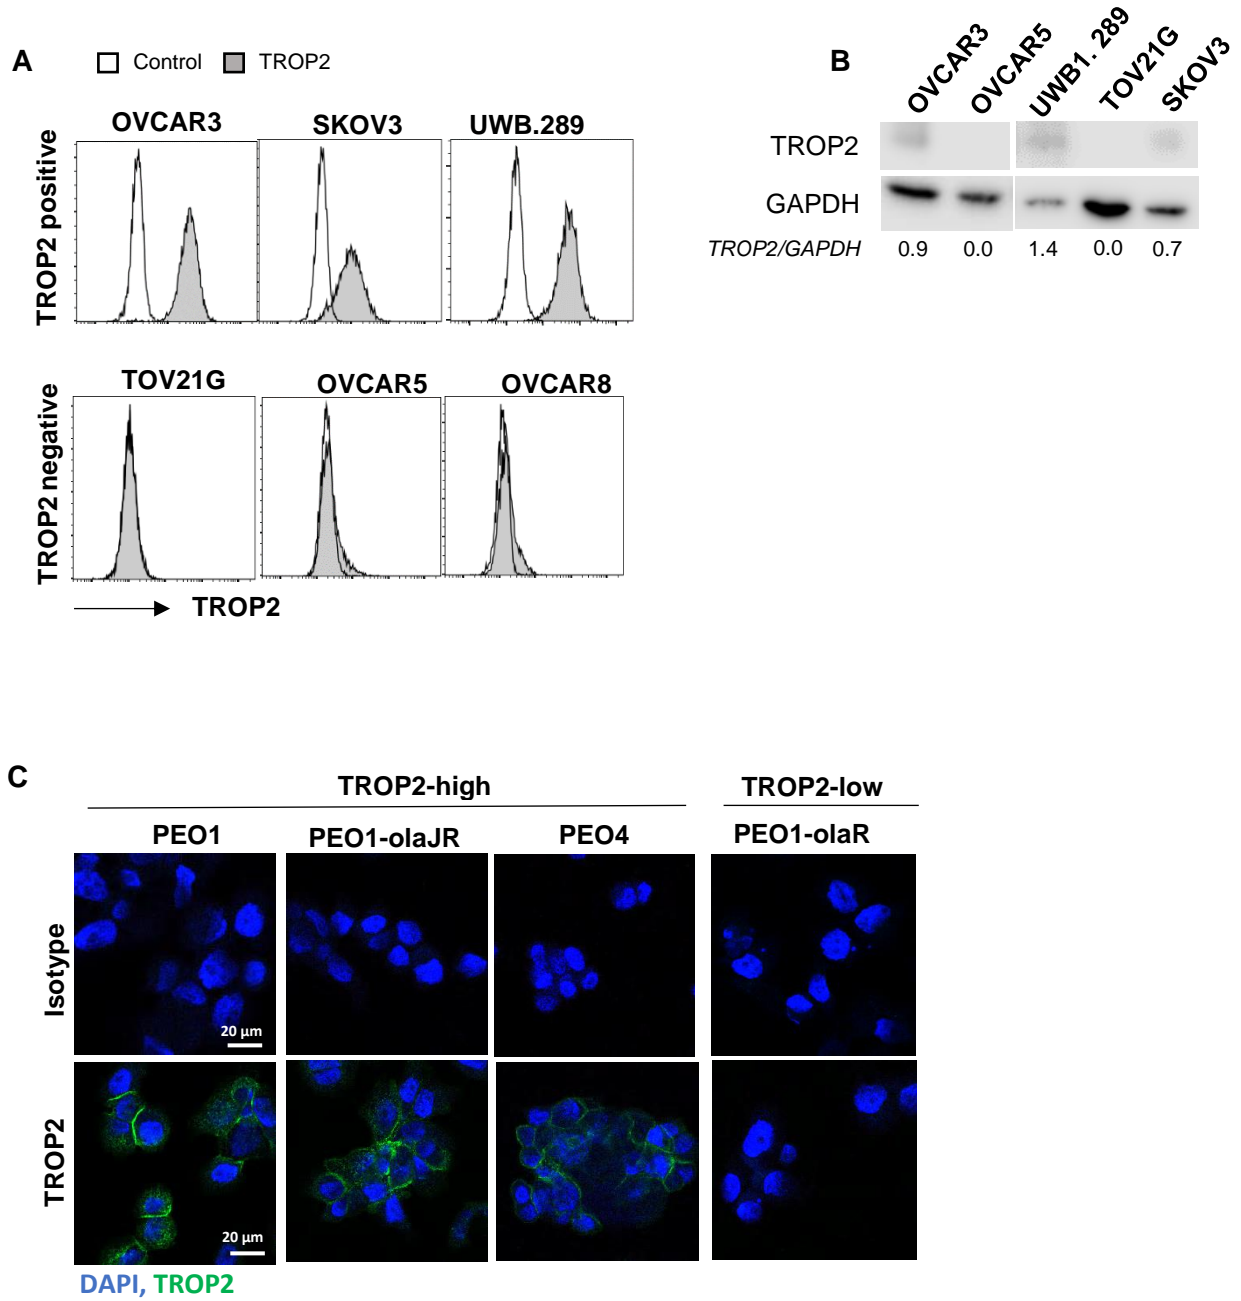 A
Control TROP2
TROP2 positive
OVCAR3 SKOV3 UWB.289
TROP2 negative
TOV21G OVCAR5 OVCAR8
TROP2
B
OVCAR3 OVCAR5 UWB1. 289 TOV21G SKOV3
TROP2
GAPDH
TROP2/GAPDH 0.9 0.0 1.4 0.0 0.7
C
TROP2-high TROP2-low
PEO1 PEO1-olaJR PEO4 PEO1-olaR
Isotype
20 µm
TROP2
20 µm
DAPI, TROP2